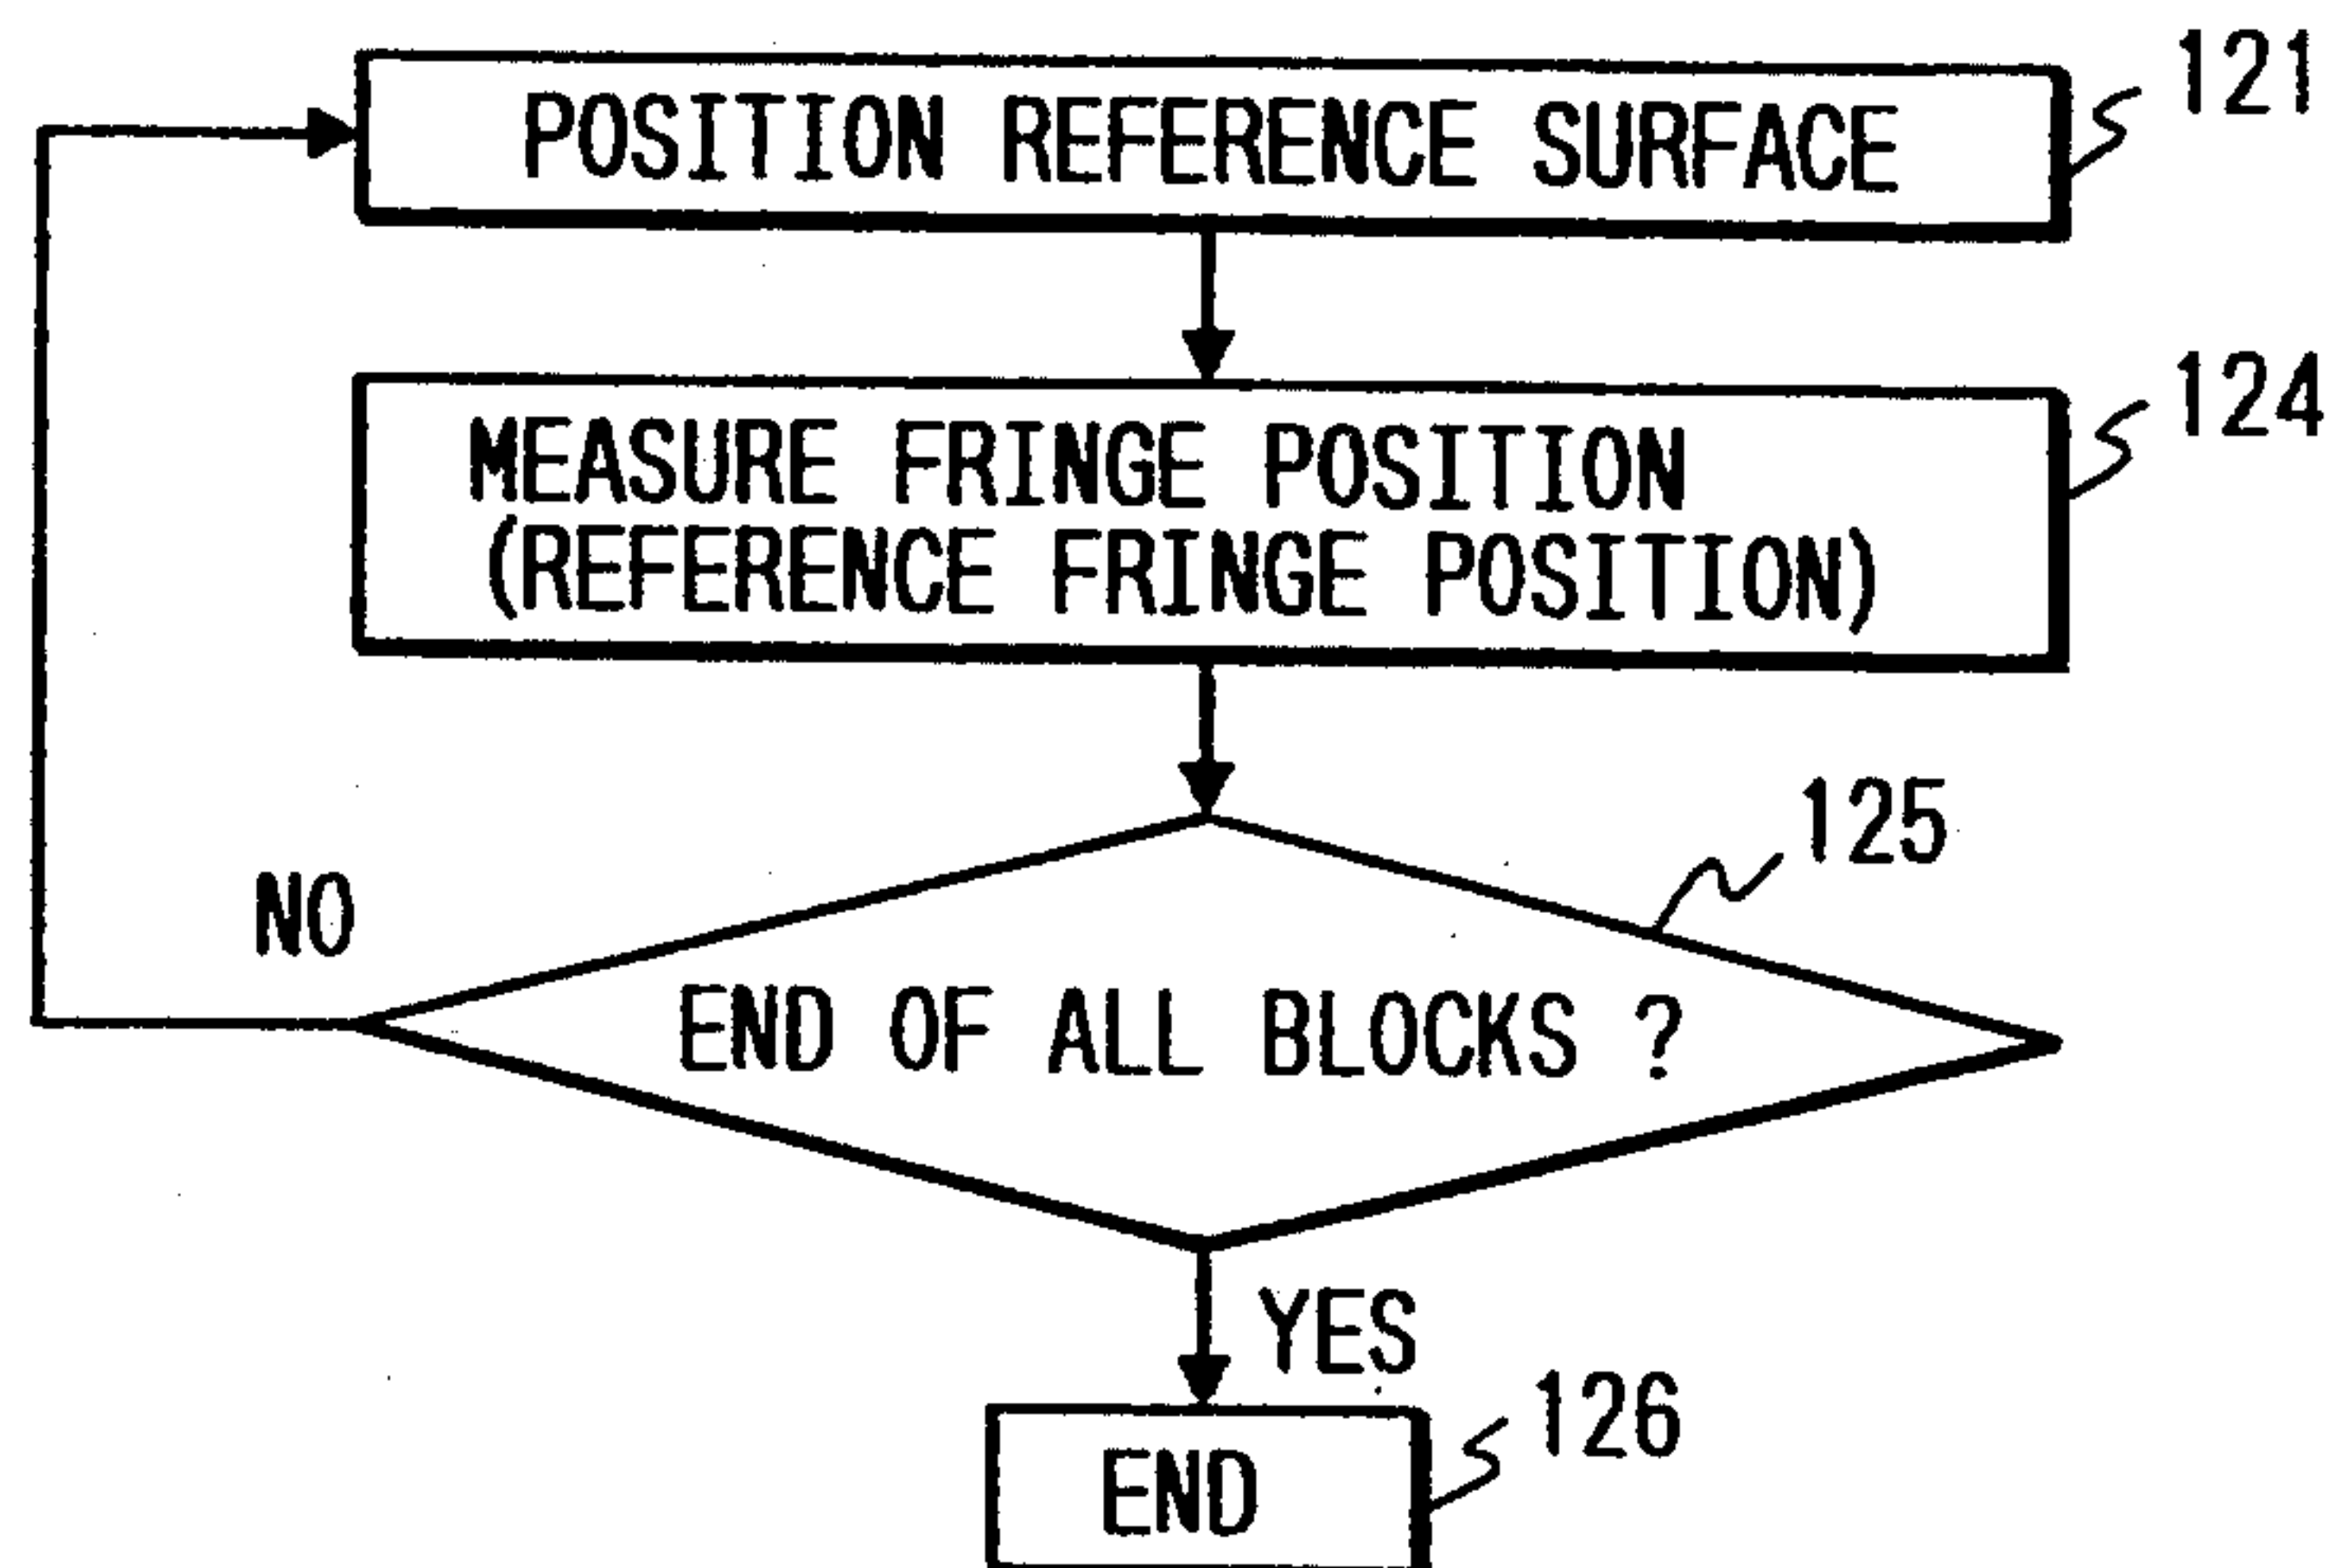 POSITION REFERENCE SURFACE
121
MEASURE FRINGE POSITION
(REFERENCE FRINGE POSITION)
124
125
NO
END OF ALL BLOCKS ?
YES
126
END